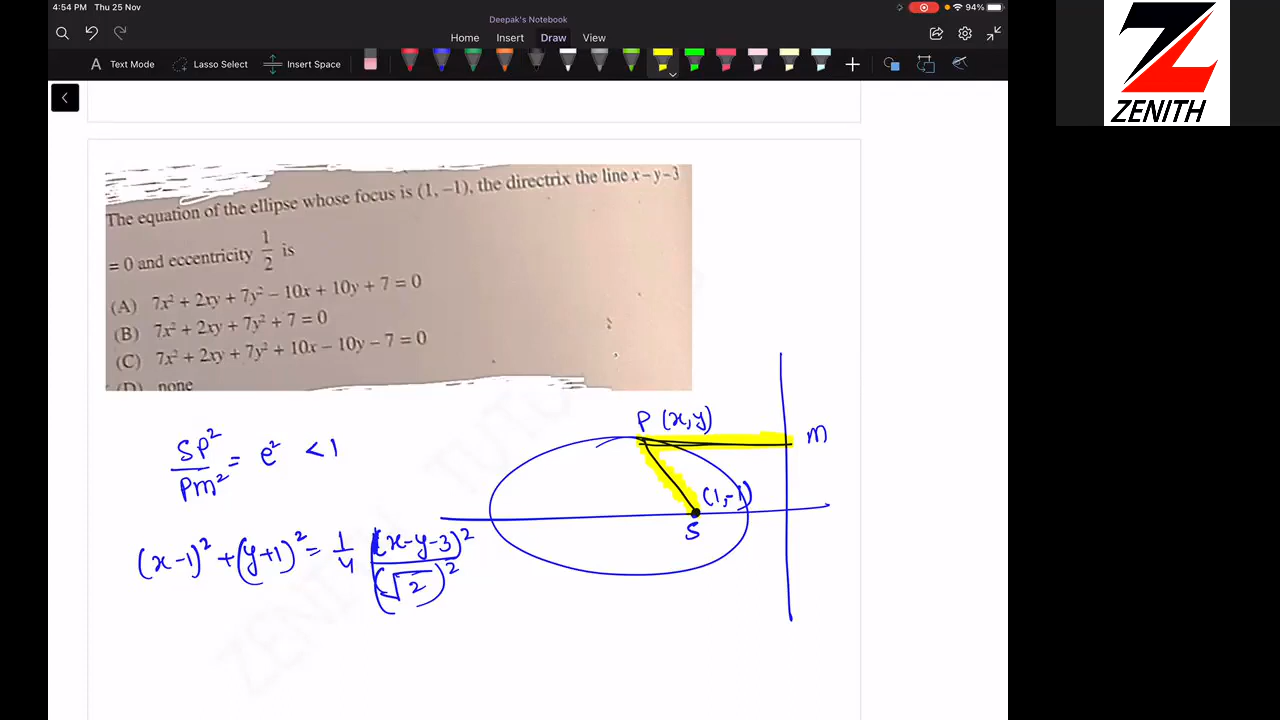 4:54 PM Thu 25 Nov
94%
Deepak's Notebook
Home Insert Draw View
Text Mode Lasso Select Insert Space
ZENITH
The equation of the ellipse whose focus is (1, −1), the directrix the line x − y − 3
= 0 and eccentricity 1/2 is
(A) 7x² + 2xy + 7y² − 10x + 10y + 7 = 0
(B) 7x² + 2xy + 7y² + 7 = 0
(C) 7x² + 2xy + 7y² + 10x − 10y − 7 = 0
(D) none
P (x,y)
M
SP²/PM² = e² < 1
(1,-1)
S
(x-1)² + (y+1)² = 1/4 (x-y-3)²/(√2)²